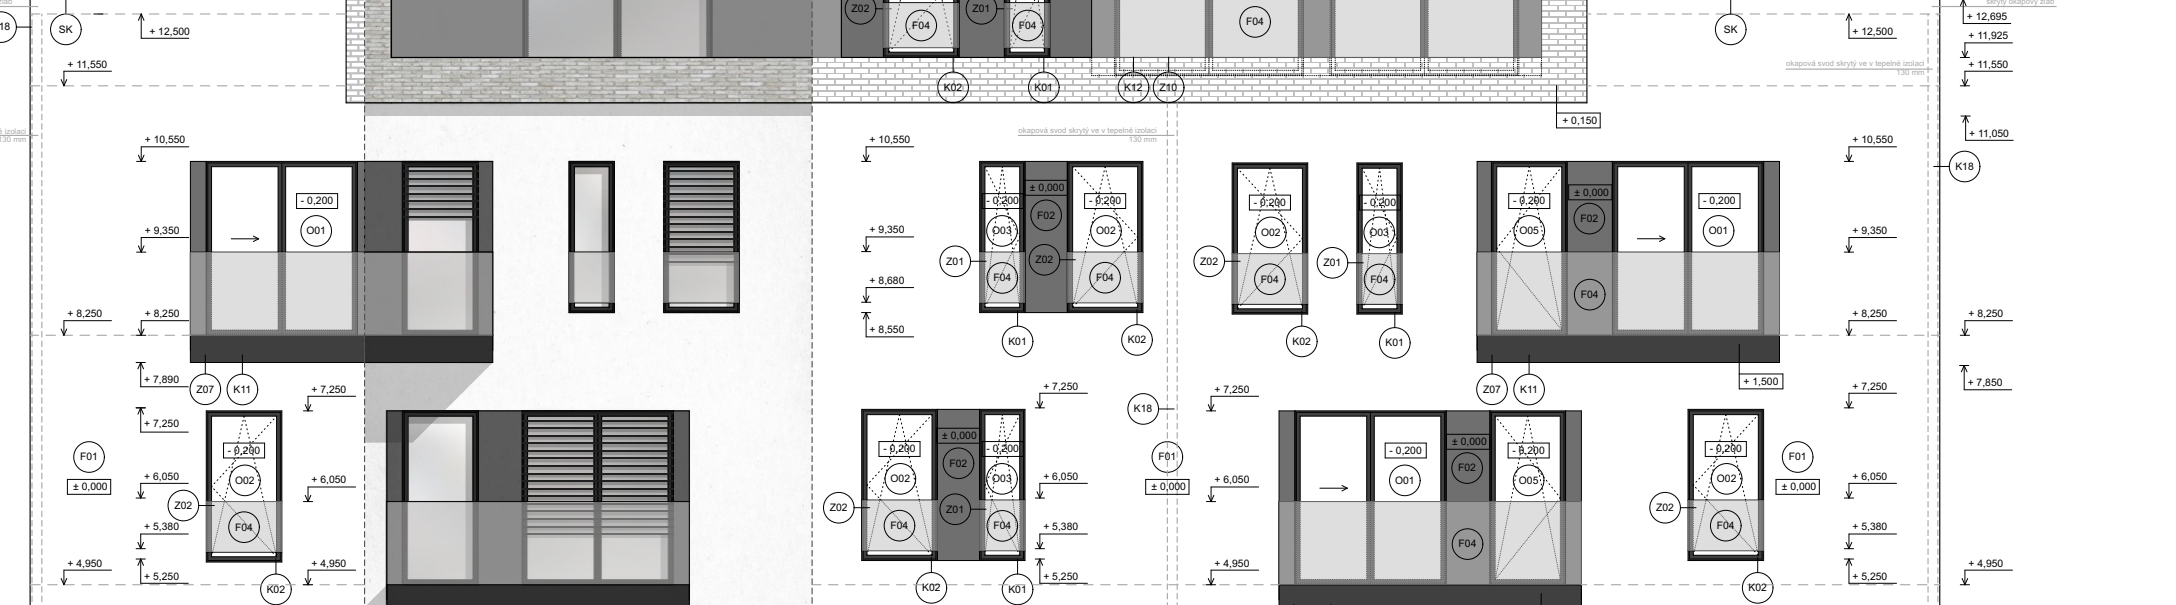 Z02
Z01
F04
F04
F04
+ 12,695
18
SK
+ 12,500
SK
+ 12,500
+ 11,925
+ 11,550
okapová svod skrytý ve v tepelné izolaci
130 mm
+ 11,550
K02
K01
K12
Z10
+ 0,150
130 mm
okapová svod skrytý ve v tepelné izolaci
130 mm
+ 11,050
+ 10,550
+ 10,550
+ 10,550
K18
- 0,200
O01
- 0,200
± 0,000
- 0,200
- 0,200
- 0,200
- 0,200
± 0,000
- 0,200
O03
F02
O02
O02
O03
O05
F02
O01
+ 9,350
+ 9,350
+ 9,350
Z01
Z02
Z02
Z01
F04
F04
F04
F04
F04
+ 8,680
+ 8,250
+ 8,250
+ 8,550
+ 8,250
+ 8,250
K01
K02
K02
K01
+ 7,890
Z07
K11
Z07
K11
+ 1,500
+ 7,850
+ 7,250
+ 7,250
+ 7,250
+ 7,250
+ 7,250
K18
F01
± 0,000
- 0,200
O02
- 0,200
± 0,000
- 0,200
F01
± 0,000
- 0,200
± 0,000
- 0,200
- 0,200
F01
± 0,000
O02
F02
O03
O01
F02
O05
O02
+ 6,050
+ 6,050
+ 6,050
+ 6,050
+ 6,050
Z02
Z02
Z01
Z02
F04
F04
F04
F04
F04
+ 5,380
+ 5,380
+ 5,380
+ 4,950
+ 5,250
+ 4,950
+ 5,250
+ 4,950
+ 5,250
+ 4,950
K02
K02
K01
K02